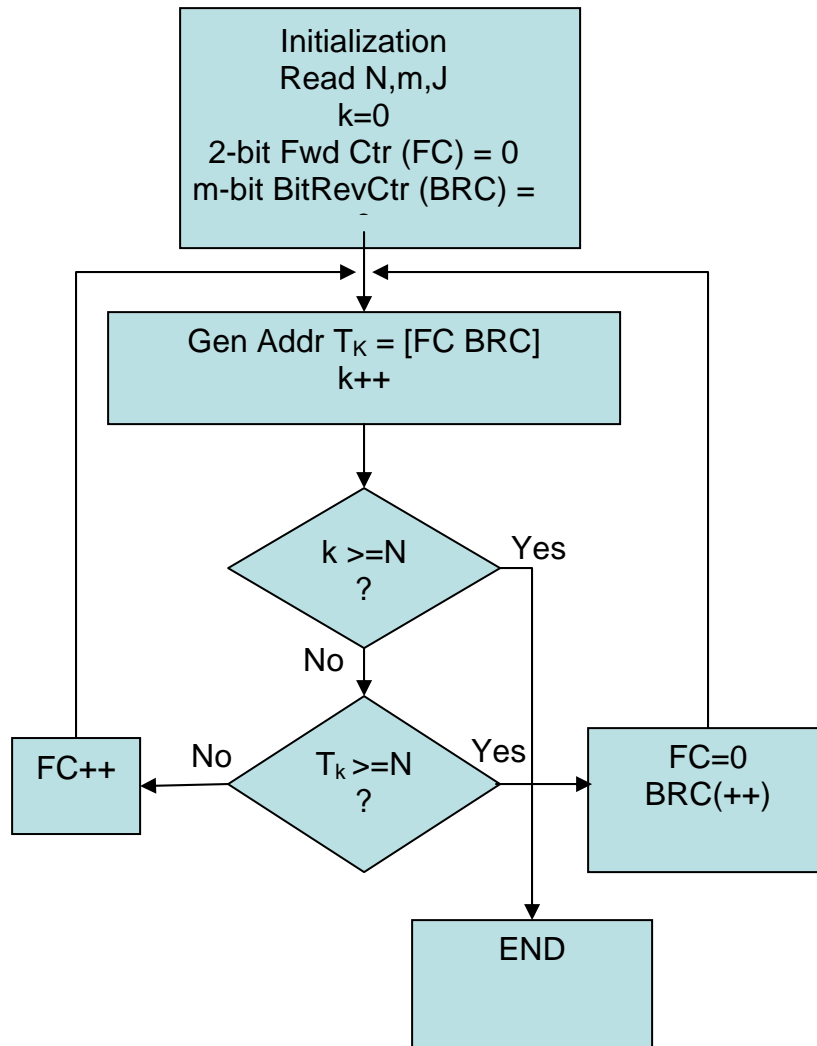 Initialization
Read N,m,J
k=0
2-bit Fwd Ctr (FC) = 0
m-bit BitRevCtr (BRC) =
Gen Addr T_K = [FC BRC]
k++
k >=N
?
Yes
No
T_k >=N
?
No
Yes
FC++
FC=0
BRC(++)
END